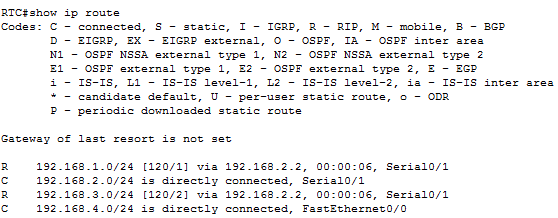 RTC#show ip route
Codes: C - connected, S - static, I - IGRP, R - RIP, M - mobile, B - BGP
       D - EIGRP, EX - EIGRP external, O - OSPF, IA - OSPF inter area
       N1 - OSPF NSSA external type 1, N2 - OSPF NSSA external type 2
       E1 - OSPF external type 1, E2 - OSPF external type 2, E - EGP
       i - IS-IS, L1 - IS-IS level-1, L2 - IS-IS level-2, ia - IS-IS inter area
       * - candidate default, U - per-user static route, o - ODR
       P - periodic downloaded static route

Gateway of last resort is not set

R    192.168.1.0/24 [120/1] via 192.168.2.2, 00:00:06, Serial0/1
C    192.168.2.0/24 is directly connected, Serial0/1
R    192.168.3.0/24 [120/2] via 192.168.2.2, 00:00:06, Serial0/1
C    192.168.4.0/24 is directly connected, FastEthernet0/0